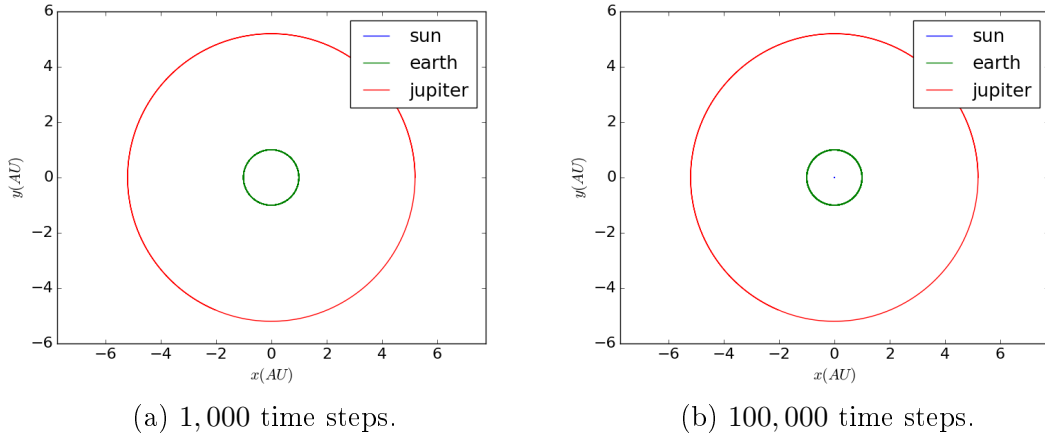 6
4
2
0
−2
−4
−6
y(AU)
−6 −4 −2 0 2 4 6
x(AU)
sun
earth
jupiter
(a) 1,000 time steps.
6
4
2
0
−2
−4
−6
y(AU)
−6 −4 −2 0 2 4 6
x(AU)
sun
earth
jupiter
(b) 100,000 time steps.